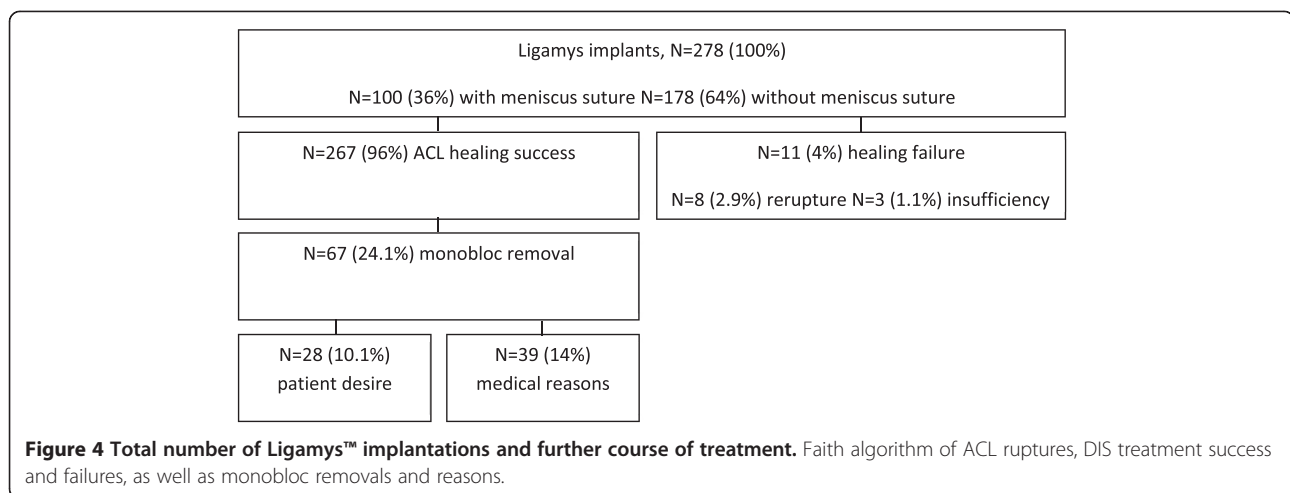 Ligamys implants, N=278 (100%)
N=100 (36%) with meniscus suture N=178 (64%) without meniscus suture
N=267 (96%) ACL healing success
N=11 (4%) healing failure
N=8 (2.9%) rerupture N=3 (1.1%) insufficiency
N=67 (24.1%) monobloc removal
N=28 (10.1%)
patient desire
N=39 (14%)
medical reasons
Figure 4 Total number of Ligamys™ implantations and further course of treatment. Faith algorithm of ACL ruptures, DIS treatment success
and failures, as well as monobloc removals and reasons.